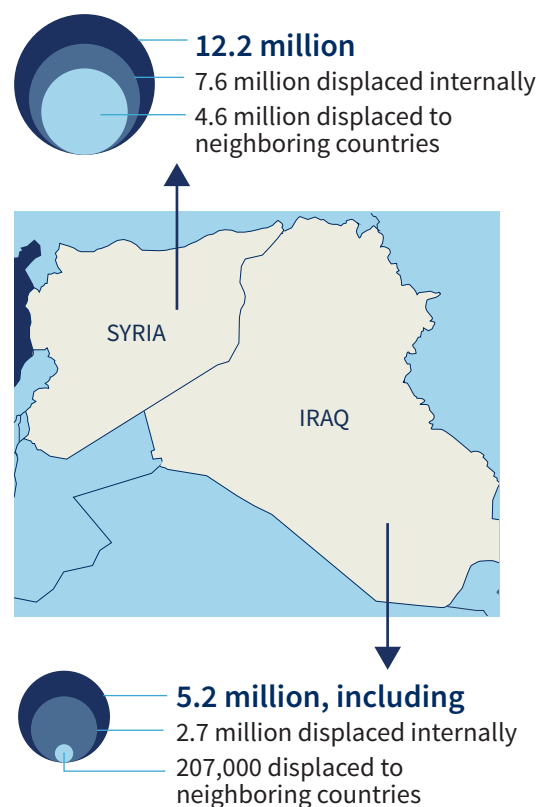 12.2 million
7.6 million displaced internally
4.6 million displaced to
neighboring countries
SYRIA
IRAQ
5.2 million, including
2.7 million displaced internally
207,000 displaced to
neighboring countries